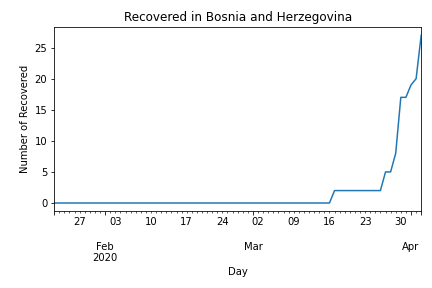 Recovered in Bosnia and Herzegovina
Number of Recovered
25
20
15
10
5
0
27 03 10 17 24 02 09 16 23 30
Feb Mar Apr
2020
Day